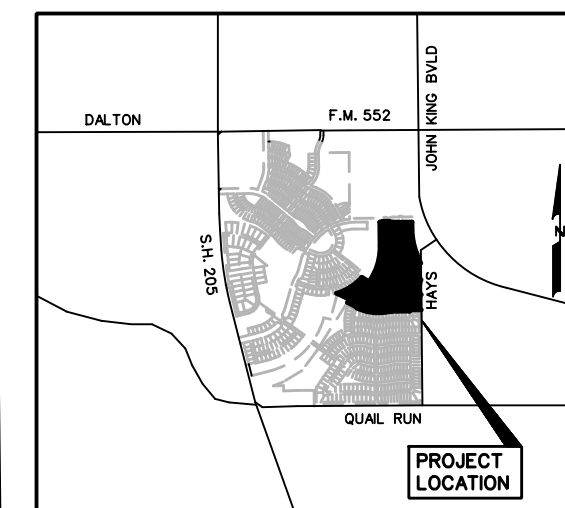 JOHN KING BVLD
F.M. 552
DALTON
N
S.H. 205
HAYS
QUAIL RUN
PROJECT
LOCATION